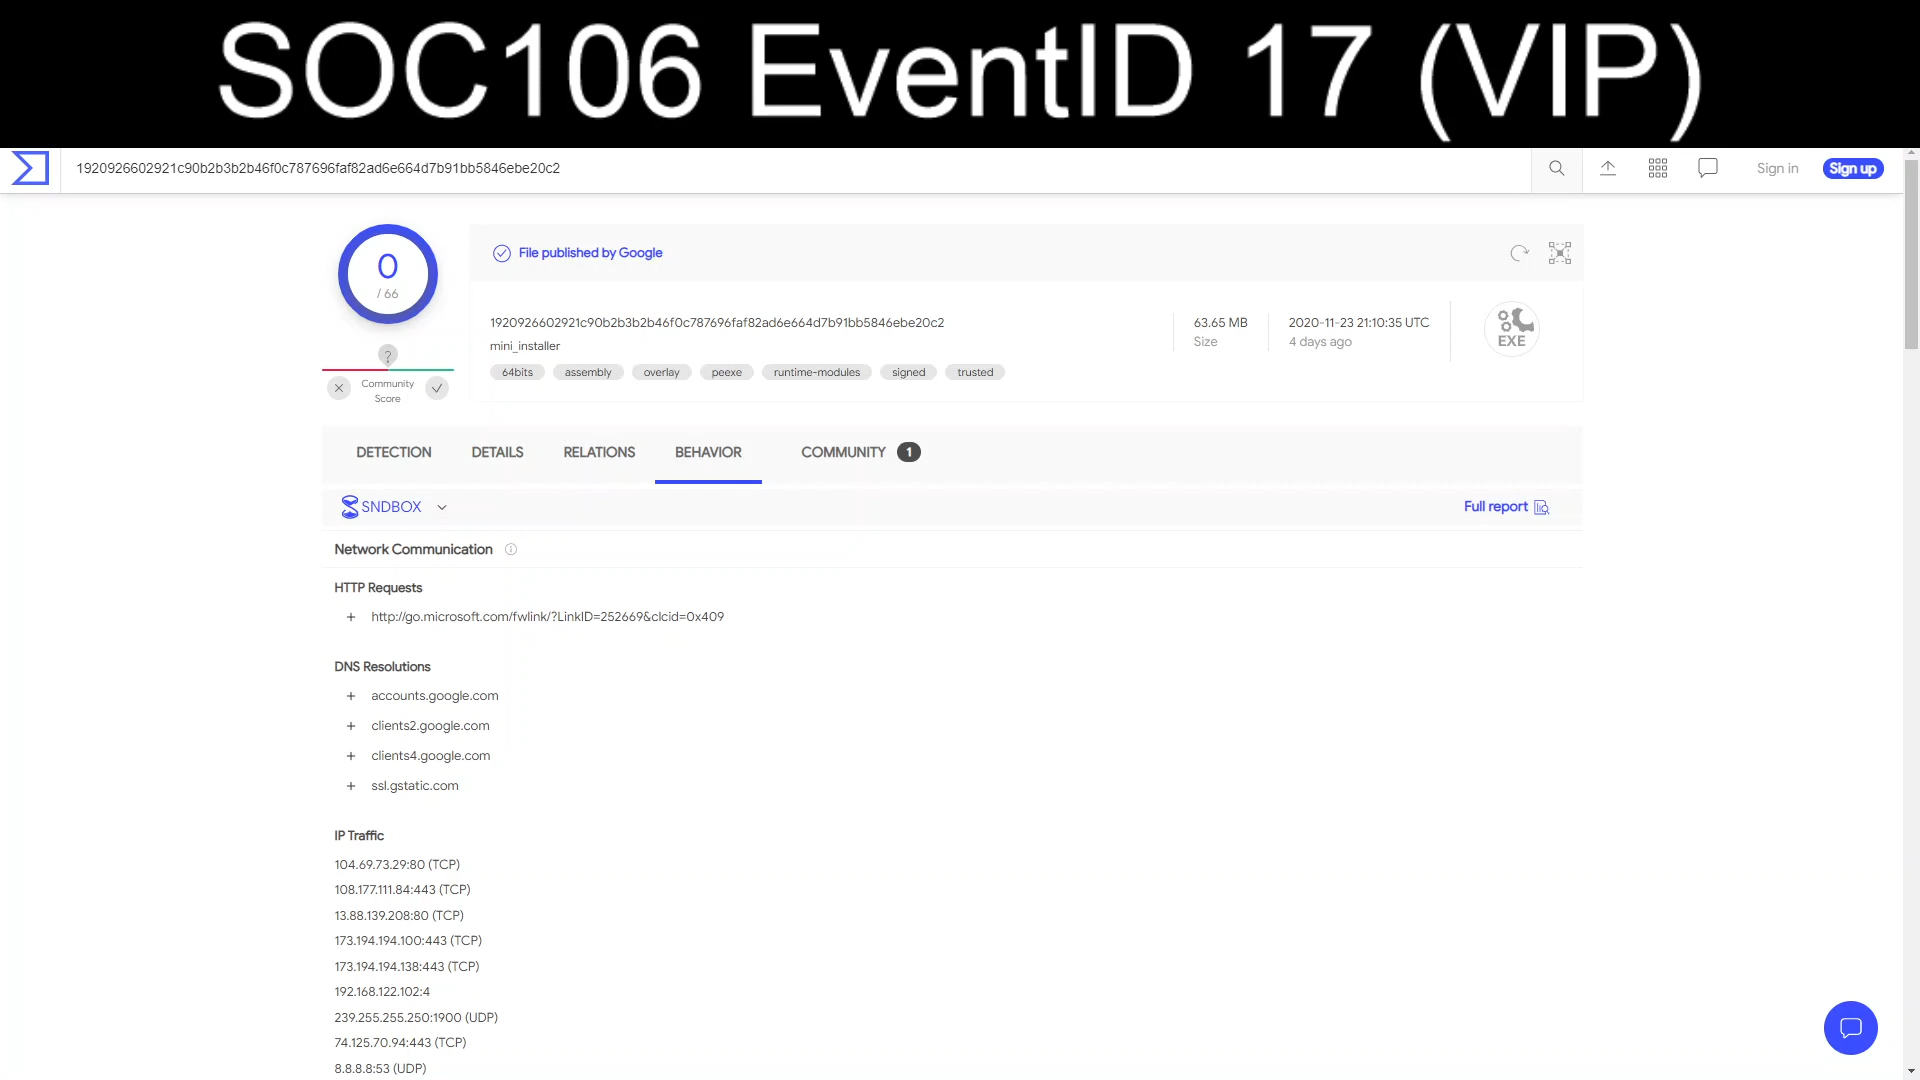 SOC106 EventID 17 (VIP)
1920926602921c90b2b3b2b46f0c787696faf82ad6e664d7b91bb5846ebe20c2
Sign in
Sign up
0
/ 66
?
Community
Score
File published by Google
1920926602921c90b2b3b2b46f0c787696faf82ad6e664d7b91bb5846ebe20c2
mini_installer
64bits assembly overlay peexe runtime-modules signed trusted
63.65 MB
Size
2020-11-23 21:10:35 UTC
4 days ago
EXE
DETECTION DETAILS RELATIONS BEHAVIOR COMMUNITY 1
SNDBOX
Full report
Network Communication
HTTP Requests
+ http://go.microsoft.com/fwlink/?LinkID=252669&clcid=0x409
DNS Resolutions
+ accounts.google.com
+ clients2.google.com
+ clients4.google.com
+ ssl.gstatic.com
IP Traffic
104.69.73.29:80 (TCP)
108.177.111.84:443 (TCP)
13.88.139.208:80 (TCP)
173.194.194.100:443 (TCP)
173.194.194.138:443 (TCP)
192.168.122.102:4
239.255.255.250:1900 (UDP)
74.125.70.94:443 (TCP)
8.8.8.8:53 (UDP)